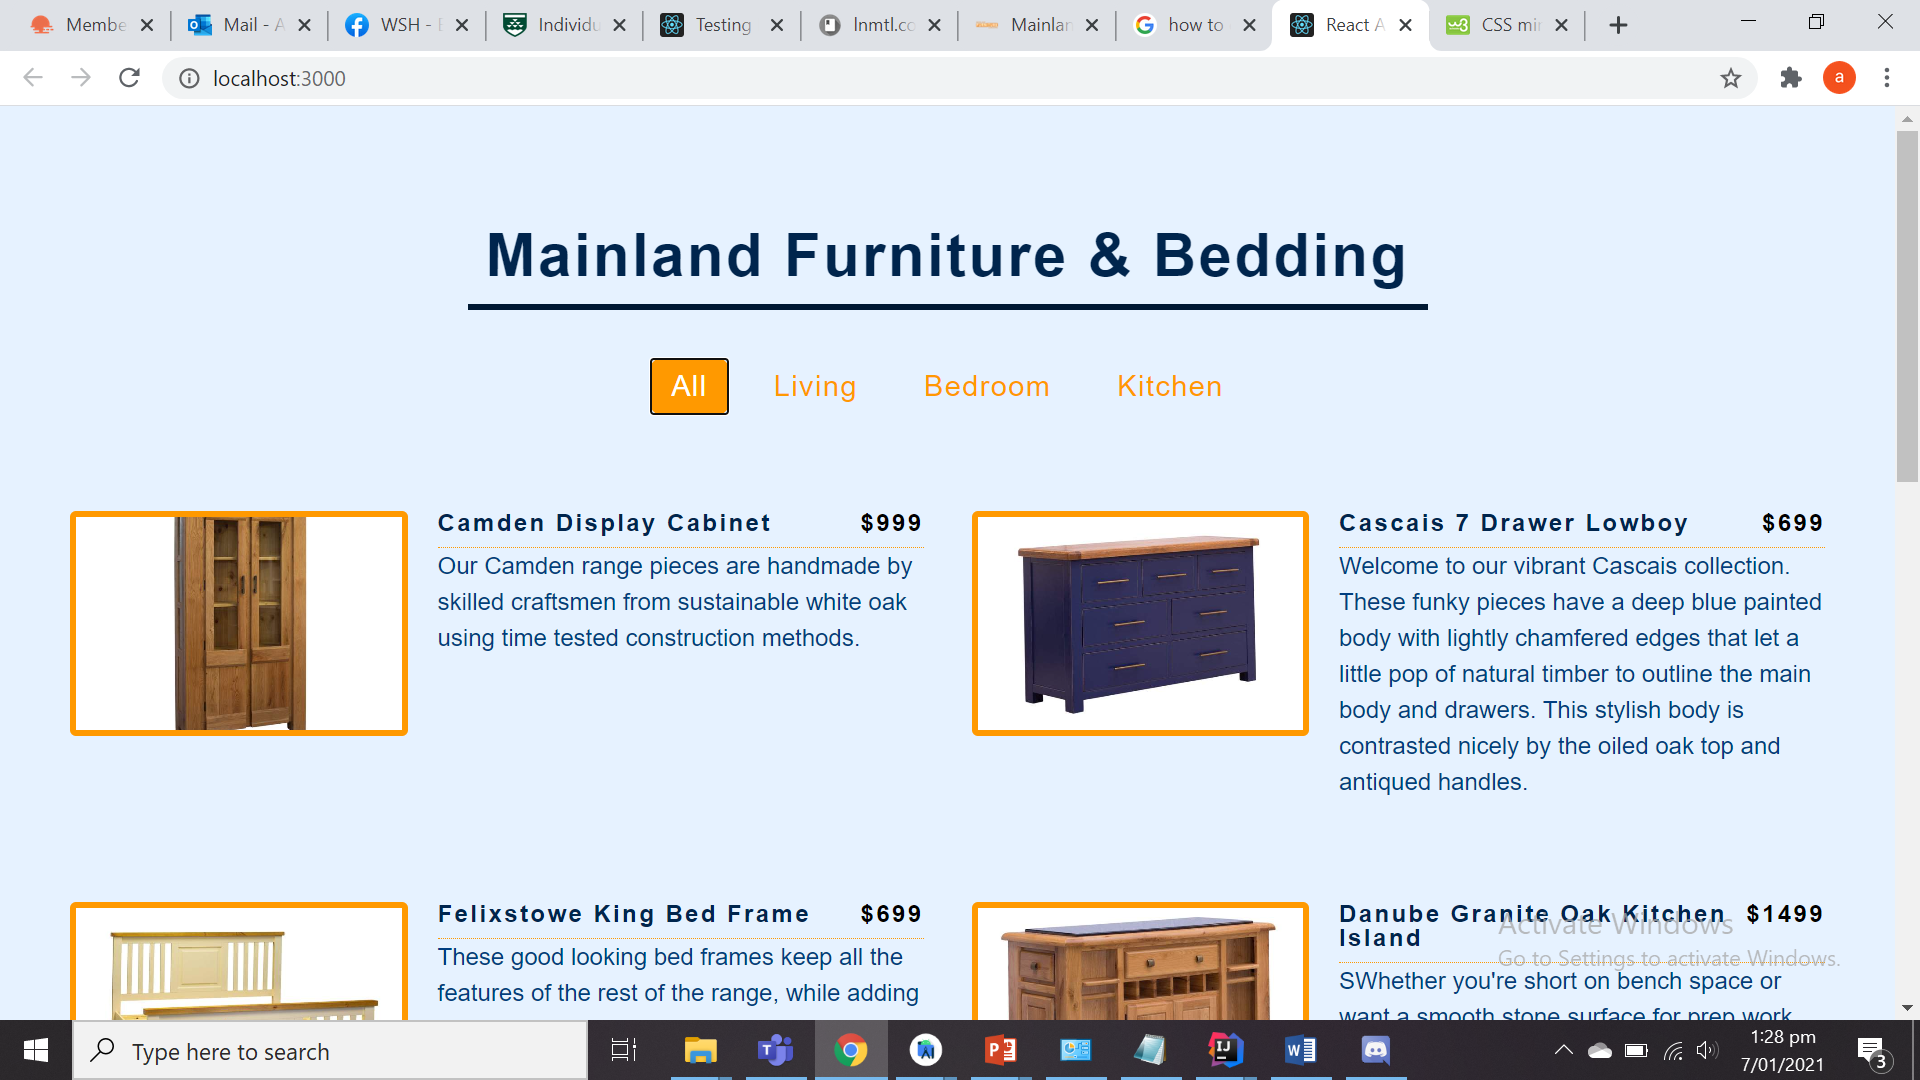 Membe
Mail - A
WSH - E
Individu
Testing
lnmtl.co
Mainlan
how to
React A
CSS min
localhost:3000
a
Mainland Furniture & Bedding
All
Living
Bedroom
Kitchen
Camden Display Cabinet $999
Our Camden range pieces are handmade by
skilled craftsmen from sustainable white oak
using time tested construction methods.
Cascais 7 Drawer Lowboy $699
Welcome to our vibrant Cascais collection.
These funky pieces have a deep blue painted
body with lightly chamfered edges that let a
little pop of natural timber to outline the main
body and drawers. This stylish body is
contrasted nicely by the oiled oak top and
antiqued handles.
Felixstowe King Bed Frame $699
These good looking bed frames keep all the
features of the rest of the range, while adding
Danube Granite Oak Kitchen $1499
Island
SWhether you're short on bench space or
want a smooth stone surface for prep work
Activate Windows
Go to Settings to activate Windows.
Type here to search
1:28 pm
7/01/2021
3